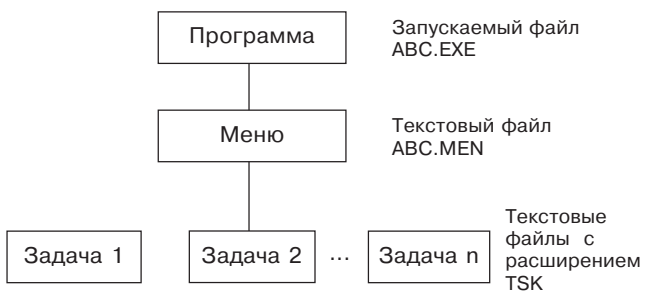 Программа
Запускаемый файл
ABC.EXE
Меню
Текстовый файл
ABC.MEN
Задача 1
Задача 2
...
Задача n
Текстовые
файлы с
расширением
TSK